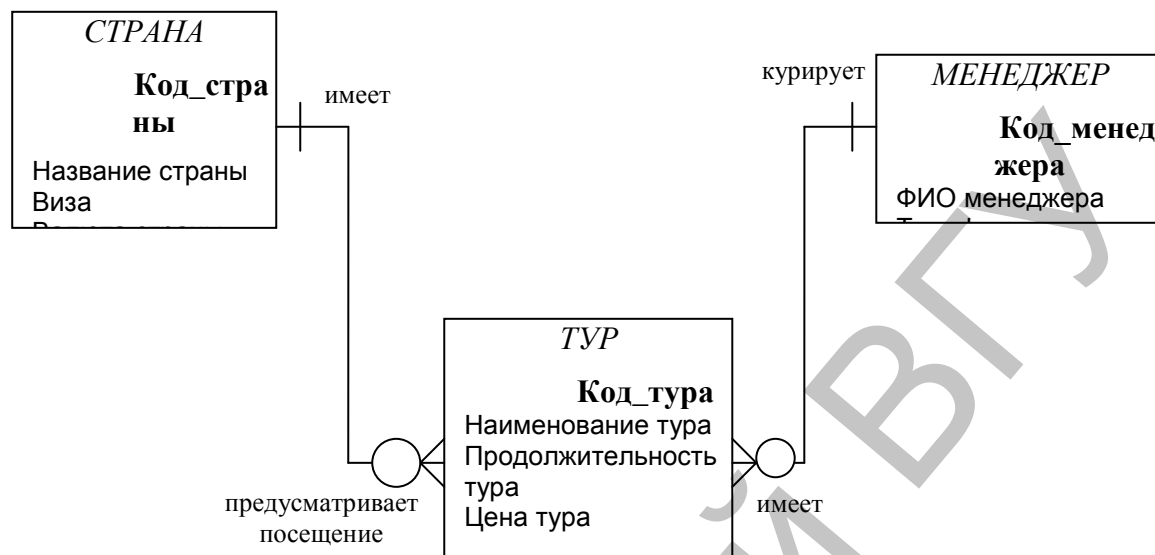 СТРАНА
Код_стра
ны
Название страны
Виза
имеет
курирует
МЕНЕДЖЕР
Код_менед
жера
ФИО менеджера
ТУР
Код_тура
Наименование тура
Продолжительность
тура
Цена тура
предусматривает
посещение
имеет
Й ВГУ